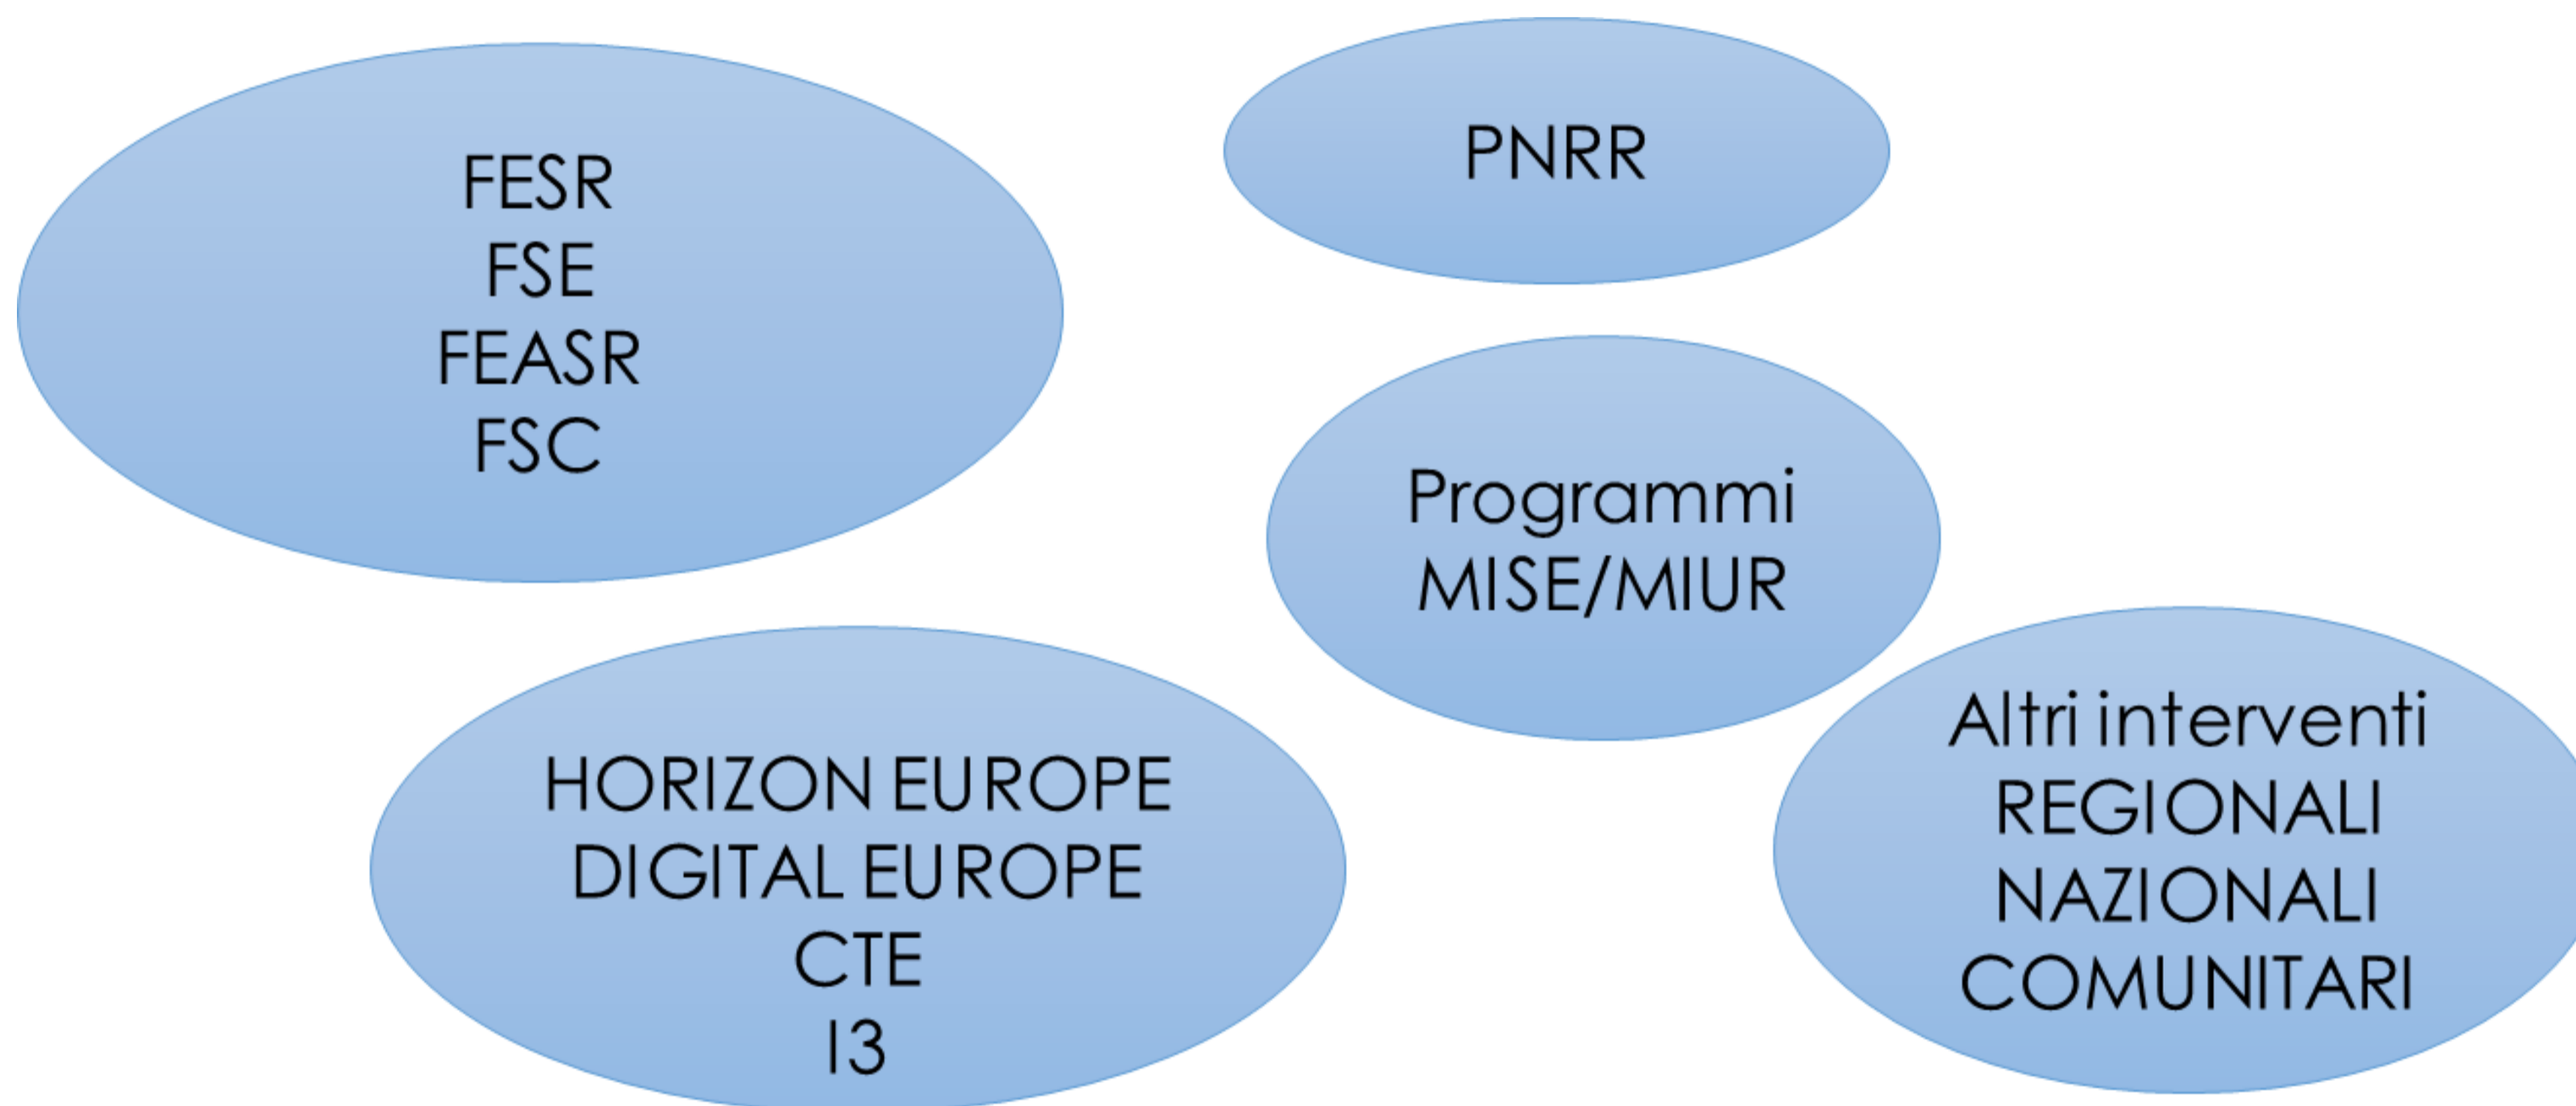 FESR
FSE
FEASR
FSC
PNRR
Programmi
MISE/MIUR
HORIZON EUROPE
DIGITAL EUROPE
CTE
I3
Altri interventi
REGIONALI
NAZIONALI
COMUNITARI